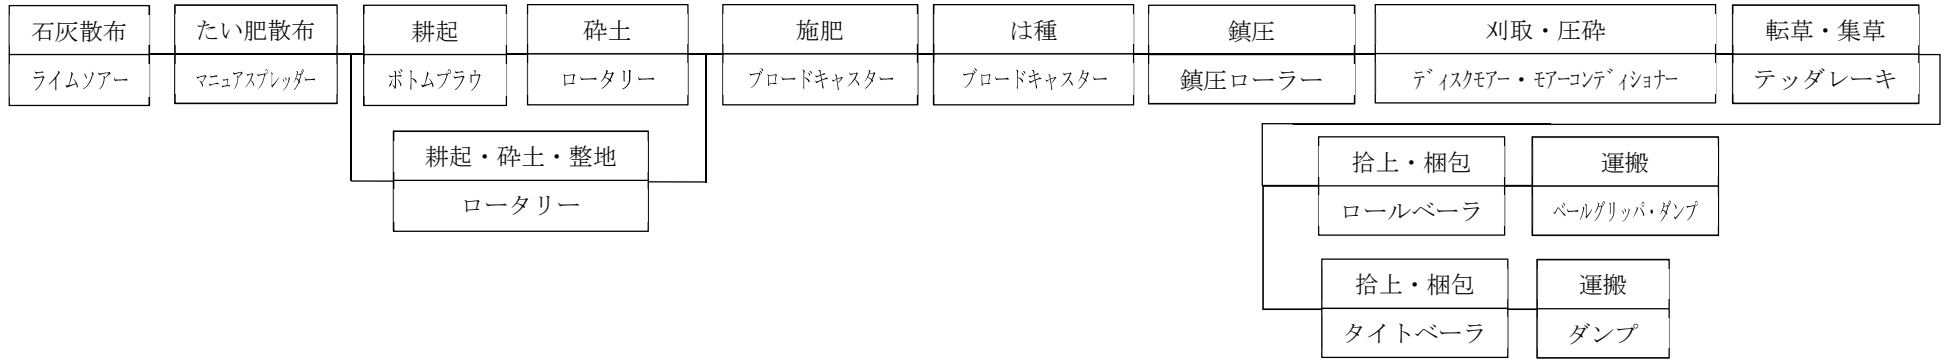 石灰散布
ライムソアー
たい肥散布
マニュアスプレッダー
耕起
ボトムプラウ
砕土
ロータリー
施肥
ブロードキャスター
は種
ブロードキャスター
鎮圧
鎮圧ローラー
刈取・圧砕
ディスクモアー・モアーコンディショナー
転草・集草
テッダレーキ
耕起・砕土・整地
ロータリー
拾上・梱包
ロールベーラ
運搬
ベールグリッパ・ダンプ
拾上・梱包
タイトベーラ
運搬
ダンプ